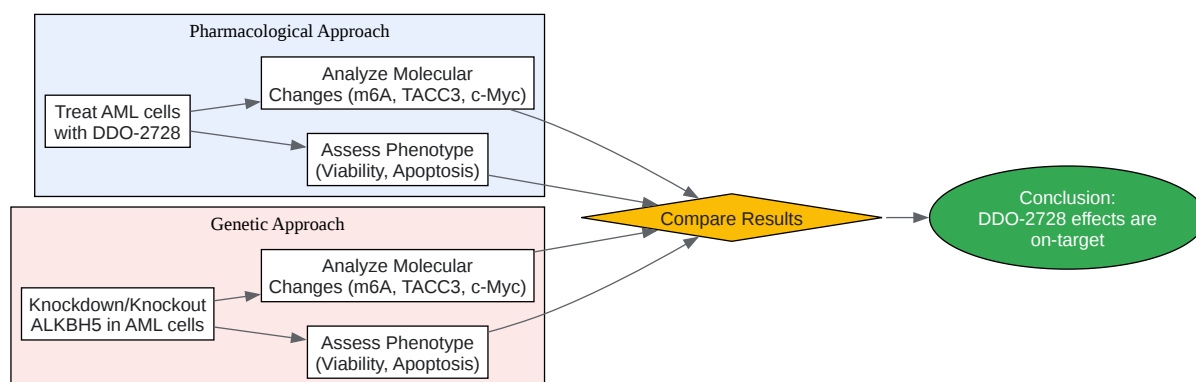 Pharmacological Approach
Treat AML cells
with DDO-2728
Analyze Molecular
Changes (m6A, TACC3, c-Myc)
Assess Phenotype
(Viability, Apoptosis)
Genetic Approach
Knockdown/Knockout
ALKBH5 in AML cells
Analyze Molecular
Changes (m6A, TACC3, c-Myc)
Assess Phenotype
(Viability, Apoptosis)
Compare Results
Conclusion:
DDO-2728 effects are
on-target